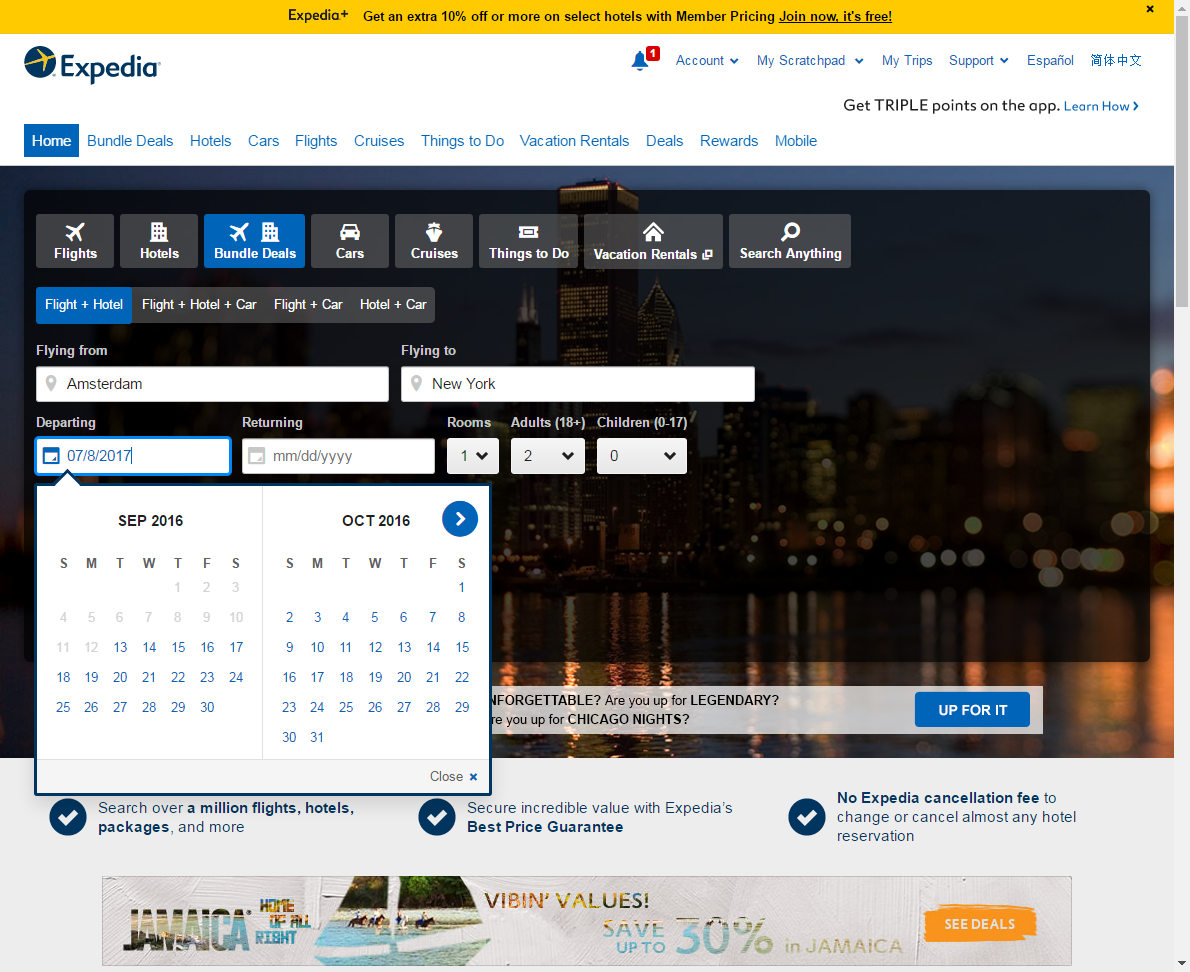 Expedia+ Get an extra 10% off or more on select hotels with Member Pricing Join now, it's free!
Expedia
1 Account My Scratchpad My Trips Support Español 简体中文
Get TRIPLE points on the app. Learn How
Home Bundle Deals Hotels Cars Flights Cruises Things to Do Vacation Rentals Deals Rewards Mobile
Flights Hotels Bundle Deals Cars Cruises Things to Do Vacation Rentals Search Anything
Flight + Hotel Flight + Hotel + Car Flight + Car Hotel + Car
Flying from Flying to
Amsterdam New York
Departing Returning Rooms Adults (18+) Children (0-17)
07/8/2017 mm/dd/yyyy 1 2 0
SEP 2016 OCT 2016
S M T W T F S S M T W T F S
1 2 3 1
4 5 6 7 8 9 10 2 3 4 5 6 7 8
11 12 13 14 15 16 17 9 10 11 12 13 14 15
18 19 20 21 22 23 24 16 17 18 19 20 21 22
25 26 27 28 29 30 23 24 25 26 27 28 29
30 31
NFORGETTABLE? Are you up for LEGENDARY?
re you up for CHICAGO NIGHTS?
UP FOR IT
Close
Search over a million flights, hotels,
packages, and more
Secure incredible value with Expedia’s
Best Price Guarantee
No Expedia cancellation fee to
change or cancel almost any hotel
reservation
JAMAICA
HOME
OF ALL
RIGHT
VIBIN' VALUES!
SAVE
UP TO 30% in JAMAICA
SEE DEALS